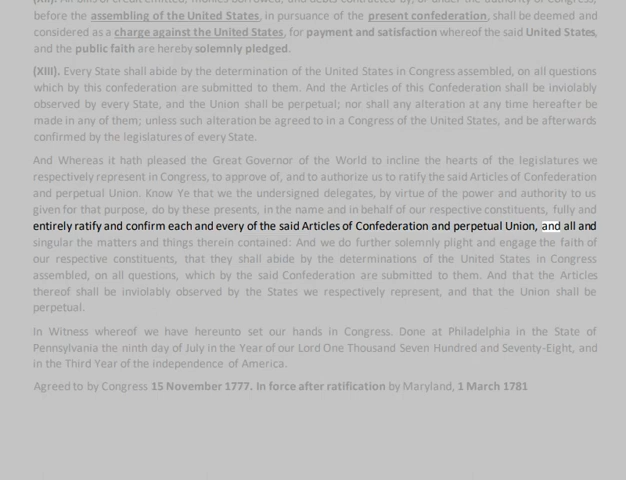 (XII). All bills of credit emitted, monies borrowed, and debts contracted by, or under the authority of Congress,
before the assembling of the United States, in pursuance of the present confederation, shall be deemed and
considered as a charge against the United States, for payment and satisfaction whereof the said United States,
and the public faith are hereby solemnly pledged.
(XIII). Every State shall abide by the determination of the United States in Congress assembled, on all questions
which by this confederation are submitted to them. And the Articles of this Confederation shall be inviolably
observed by every State, and the Union shall be perpetual; nor shall any alteration at any time hereafter be
made in any of them; unless such alteration be agreed to in a Congress of the United States, and be afterwards
confirmed by the legislatures of every State.
And Whereas it hath pleased the Great Governor of the World to incline the hearts of the legislatures we
respectively represent in Congress, to approve of, and to authorize us to ratify the said Articles of Confederation
and perpetual Union. Know Ye that we the undersigned delegates, by virtue of the power and authority to us
given for that purpose, do by these presents, in the name and in behalf of our respective constituents, fully and
entirely ratify and confirm each and every of the said Articles of Confederation and perpetual Union, and all and
singular the matters and things therein contained: And we do further solemnly plight and engage the faith of
our respective constituents, that they shall abide by the determinations of the United States in Congress
assembled, on all questions, which by the said Confederation are submitted to them. And that the Articles
thereof shall be inviolably observed by the States we respectively represent, and that the Union shall be
perpetual.
In Witness whereof we have hereunto set our hands in Congress. Done at Philadelphia in the State of
Pennsylvania the ninth day of July in the Year of our Lord One Thousand Seven Hundred and Seventy-Eight, and
in the Third Year of the independence of America.
Agreed to by Congress 15 November 1777. In force after ratification by Maryland, 1 March 1781